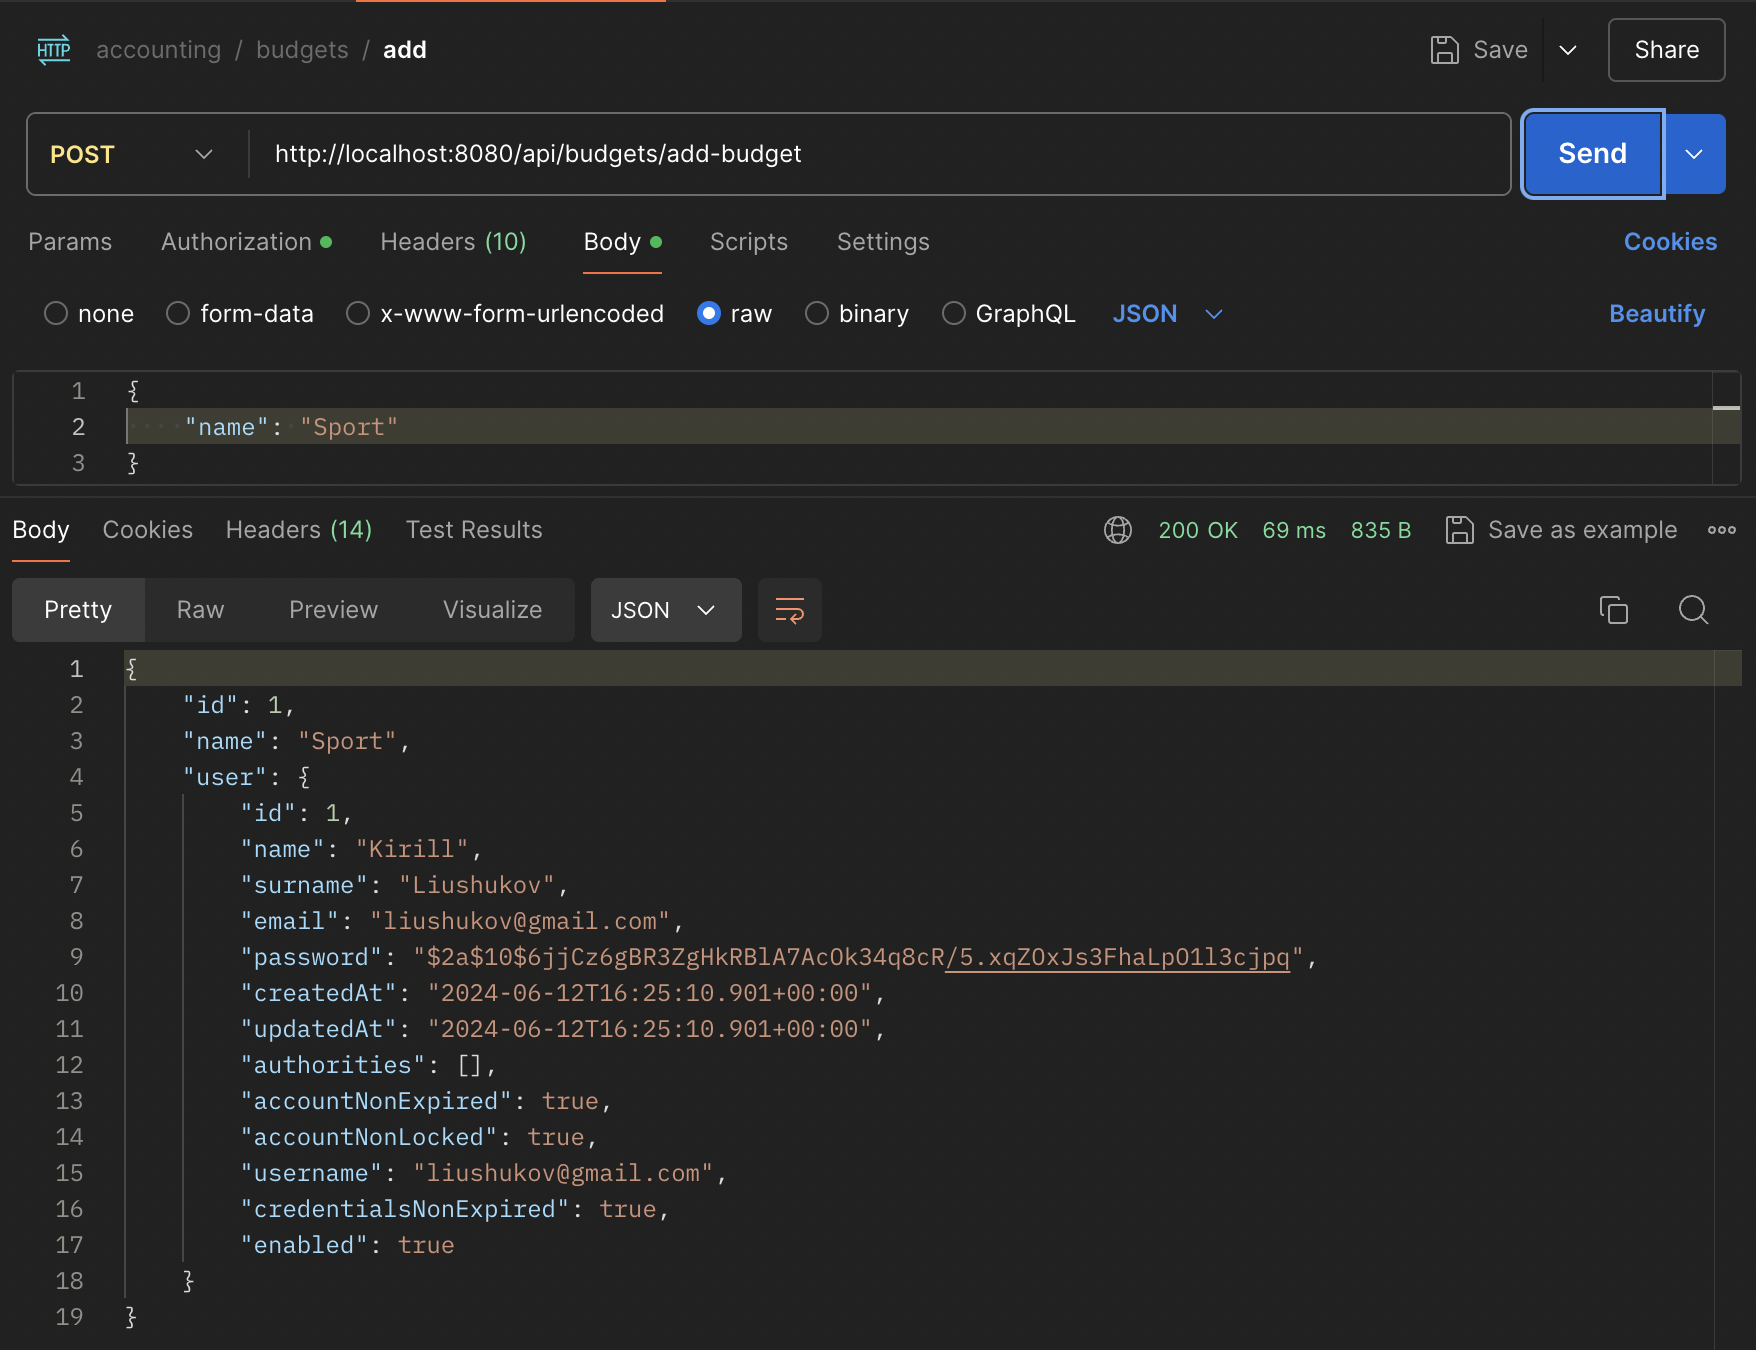 HTTP accounting / budgets / add Save Share
POST http://localhost:8080/api/budgets/add-budget Send
Params Authorization Headers (10) Body Scripts Settings Cookies
none form-data x-www-form-urlencoded raw binary GraphQL JSON Beautify
1 {
2 "name": "Sport"
3 }
Body Cookies Headers (14) Test Results 200 OK 69 ms 835 B Save as example
Pretty Raw Preview Visualize JSON
1 {
2 "id": 1,
3 "name": "Sport",
4 "user": {
5 "id": 1,
6 "name": "Kirill",
7 "surname": "Liushukov",
8 "email": "liushukov@gmail.com",
9 "password": "$2a$10$6jjCz6gBR3ZgHkRBlA7AcOk34q8cR/5.xqZOxJs3FhaLpO1l3cjpq",
10 "createdAt": "2024-06-12T16:25:10.901+00:00",
11 "updatedAt": "2024-06-12T16:25:10.901+00:00",
12 "authorities": [],
13 "accountNonExpired": true,
14 "accountNonLocked": true,
15 "username": "liushukov@gmail.com",
16 "credentialsNonExpired": true,
17 "enabled": true
18 }
19 }